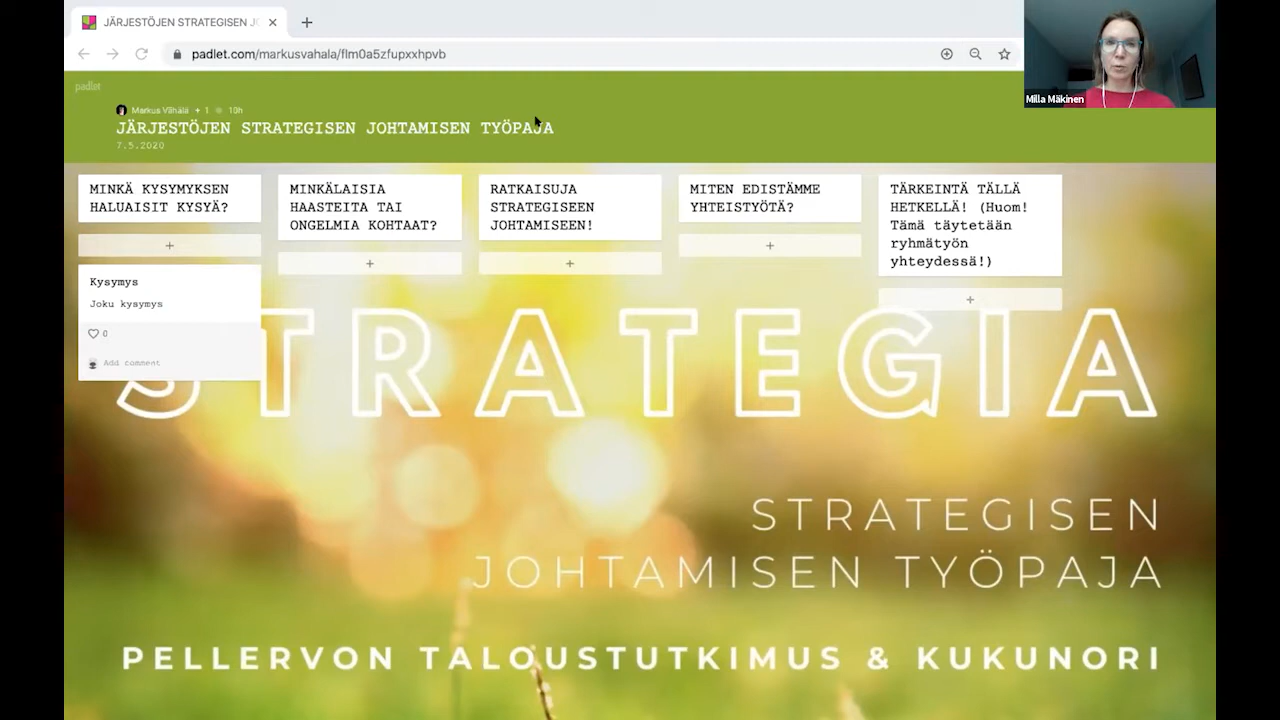 JÄRJESTÖJEN STRATEGISEN JO
padlet.com/markusvahala/flm0a5zfupxxhpvb
Milla Mäkinen
padlet
Markus Vähälä + 1 10h
JÄRJESTÖJEN STRATEGISEN JOHTAMISEN TYÖPAJA
7.5.2020
MINKÄ KYSYMYKSEN
HALUAISIT KYSYÄ?
+
Kysymys
Joku kysymys
0
Add comment
MINKÄLAISIA
HAASTEITA TAI
ONGELMIA KOHTAAT?
+
RATKAISUJA
STRATEGISEEN
JOHTAMISEEN!
+
MITEN EDISTÄMME
YHTEISTYÖTÄ?
+
TÄRKEINTÄ TÄLLÄ
HETKELLÄ! (Huom!
Tämä täytetään
ryhmätyön
yhteydessä!)
+
STRATEGIA
STRATEGISEN
JOHTAMISEN TYÖPAJA
PELLERVON TALOUSTUTKIMUS & KUKUNORI